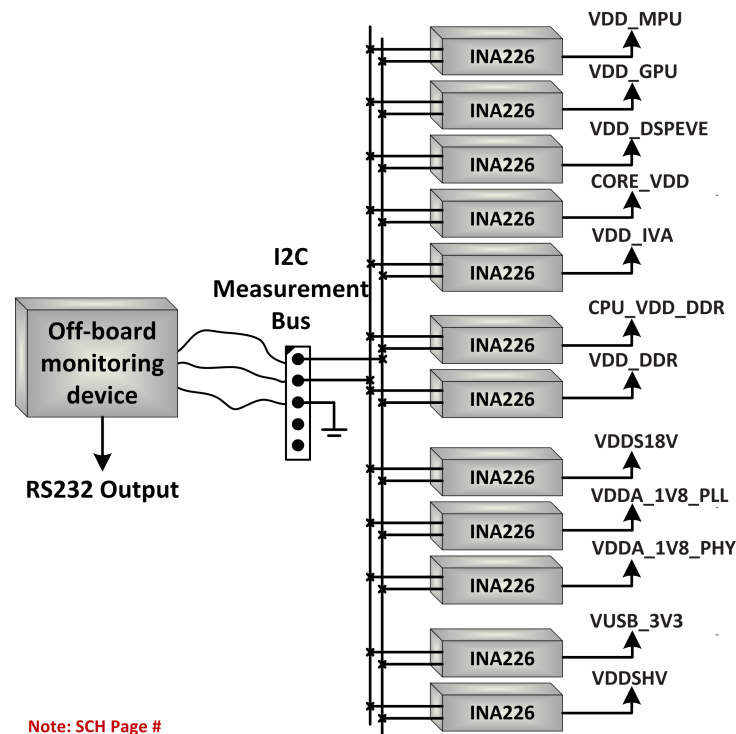 VDD_MPU
INA226
VDD_GPU
INA226
VDD_DSPEVE
INA226
CORE_VDD
INA226
VDD_IVA
INA226
I2C
Measurement
Bus
CPU_VDD_DDR
INA226
VDD_DDR
INA226
Off-board
monitoring
device
RS232 Output
VDDS18V
INA226
VDDA_1V8_PLL
INA226
VDDA_1V8_PHY
INA226
VUSB_3V3
INA226
VDDSHV
INA226
Note: SCH Page #